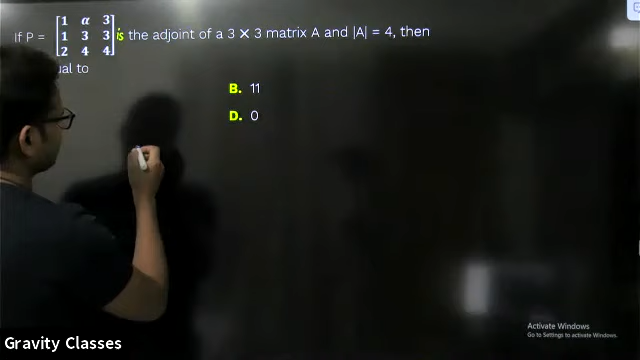 If P = [1 α 3
1 3 3
2 4 4] is the adjoint of a 3 × 3 matrix A and |A| = 4, then
ual to
B. 11
D. 0
Activate Windows
Go to Settings to activate Windows.
Gravity Classes